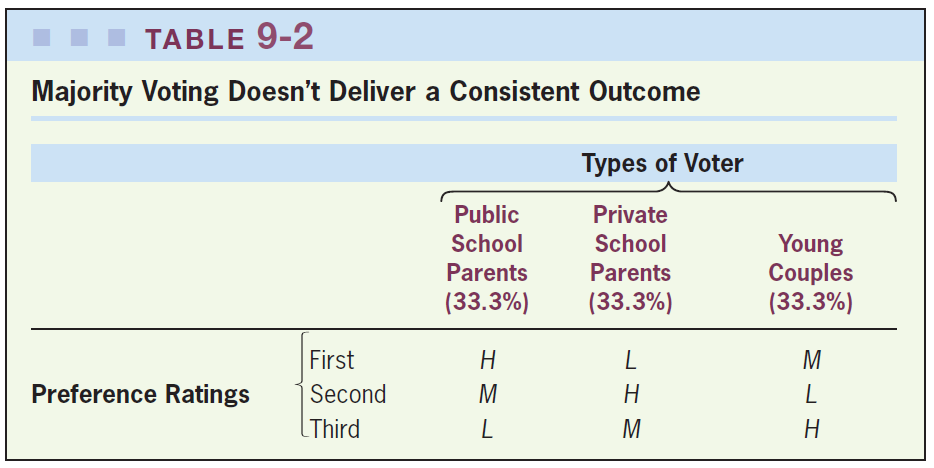 TABLE 9-2
Majority Voting Doesn't Deliver a Consistent Outcome
Types of Voter
Public School Parents (33.3%)
Private School Parents (33.3%)
Young Couples (33.3%)
Preference Ratings
First H L M
Second M H L
Third L M H